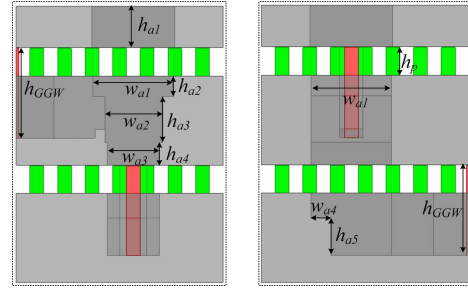 h_{a1}
h_{GGW}
w_{a1}
h_{a2}
w_{a2}
h_{a3}
w_{a3}
h_{a4}
h_p
w_{a1}
w_{a4}
h_{a5}
h_{GGW}